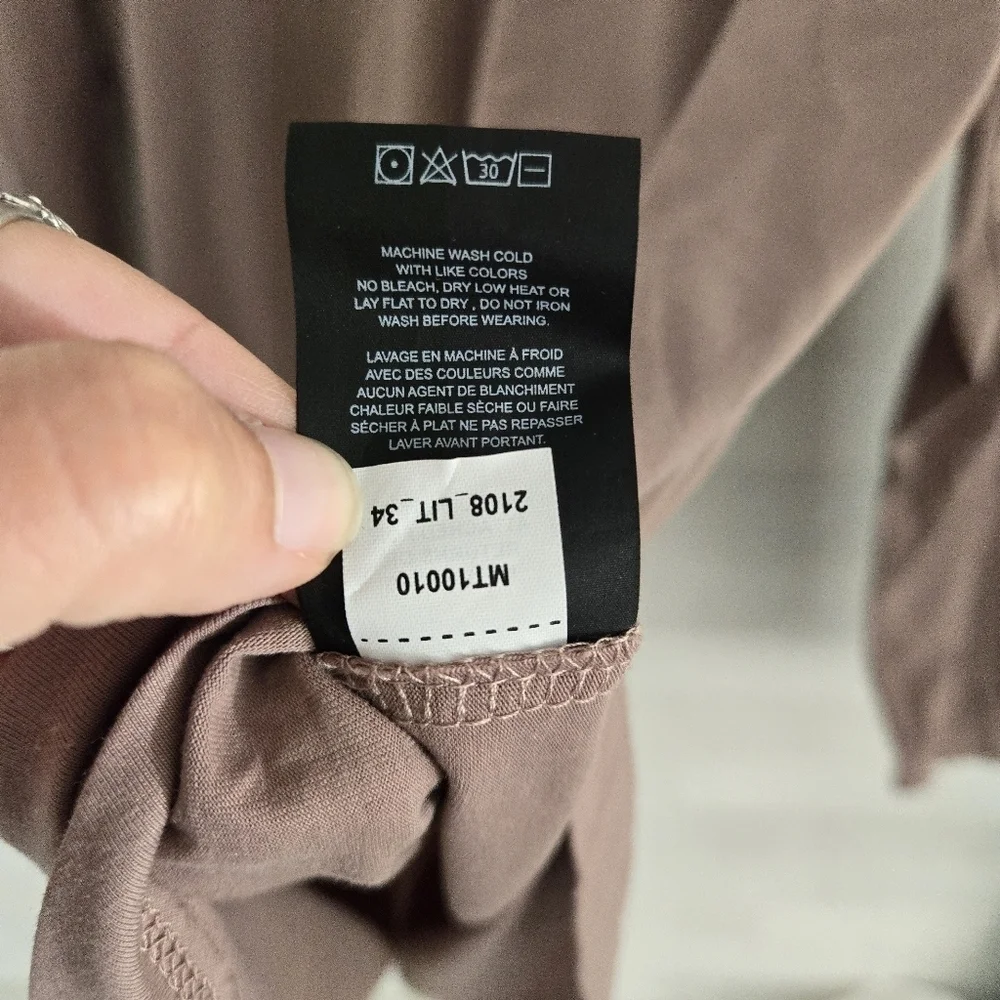 30
MACHINE WASH COLD
WITH LIKE COLORS
NO BLEACH, DRY LOW HEAT OR
LAY FLAT TO DRY , DO NOT IRON
WASH BEFORE WEARING.
LAVAGE EN MACHINE À FROID
AVEC DES COULEURS COMME
AUCUN AGENT DE BLANCHIMENT
CHALEUR FAIBLE SÈCHE OU FAIRE
SÉCHER À PLAT NE PAS REPASSER
LAVER AVANT PORTANT.
MT10010
2108_LIT_34